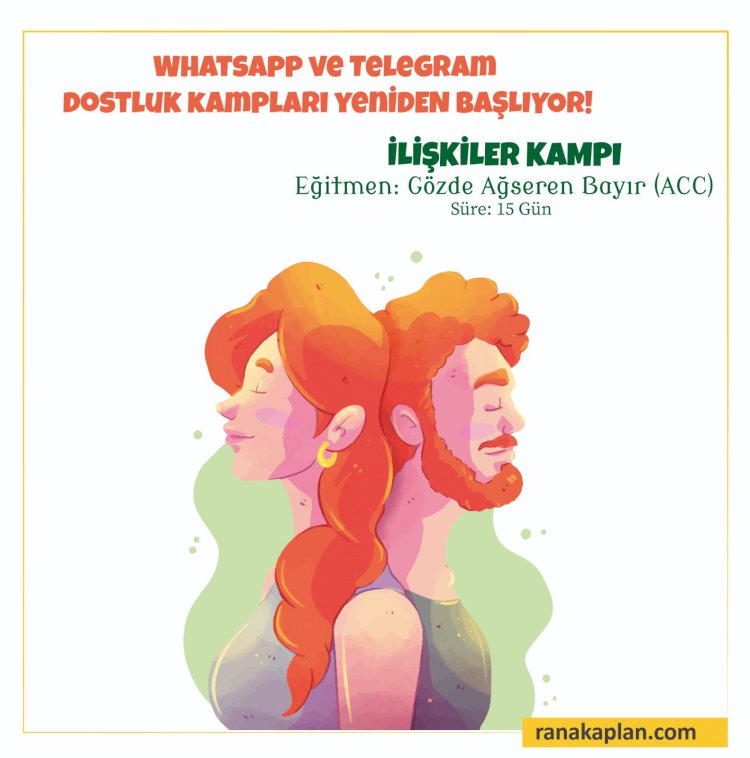 WHATSAPP VE TELEGRAM
DOSTLUK KAMPLARI YENİDEN BAŞLIYOR!
İLİŞKİLER KAMPI
Eğitmen: Gözde Ağseren Bayır (ACC)
Süre: 15 Gün
ranakaplan.com